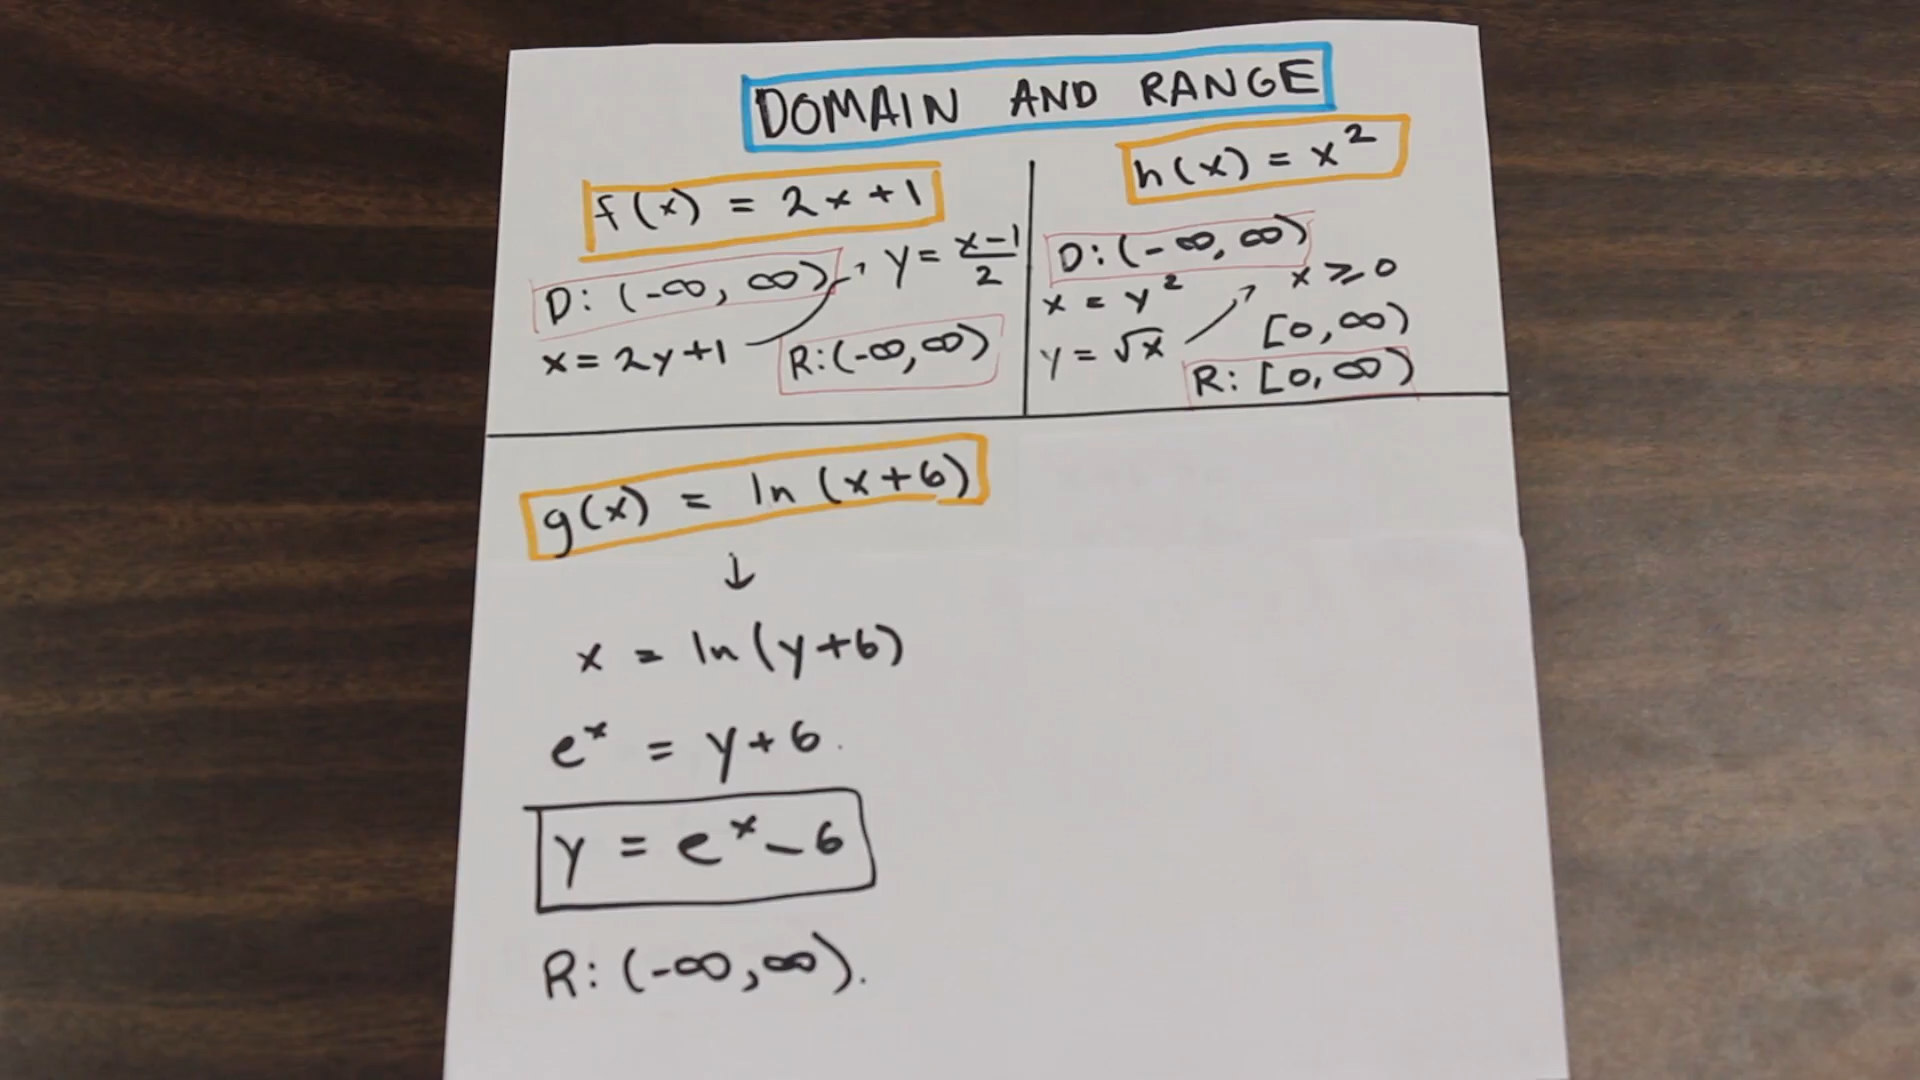 DOMAIN AND RANGE
f(x) = 2x+1
D: (-∞, ∞)
y = x-1/2
x = 2y+1
R: (-∞, ∞)
h(x) = x²
D: (-∞, ∞)
x = y²
x ≥ 0
y = √x
[0, ∞)
R: [0, ∞)
g(x) = ln (x+6)
↓
x = ln(y+6)
eˣ = y+6
y = eˣ-6
R: (-∞, ∞).